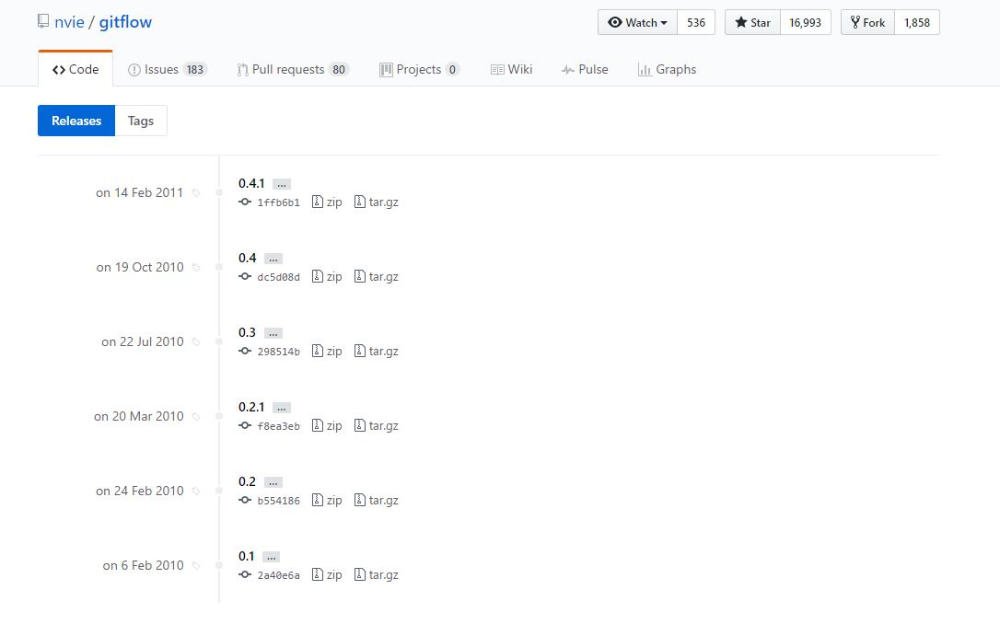 nvie / gitflow
Watch 536 Star 16,993 Fork 1,858
Code Issues 183 Pull requests 80 Projects 0 Wiki Pulse Graphs
Releases Tags
on 14 Feb 2011
0.4.1 ...
1ffb6b1 zip tar.gz
on 19 Oct 2010
0.4 ...
dc5d08d zip tar.gz
on 22 Jul 2010
0.3 ...
298514b zip tar.gz
on 20 Mar 2010
0.2.1 ...
f8ea3eb zip tar.gz
on 24 Feb 2010
0.2 ...
b554186 zip tar.gz
on 6 Feb 2010
0.1 ...
2a40e6a zip tar.gz